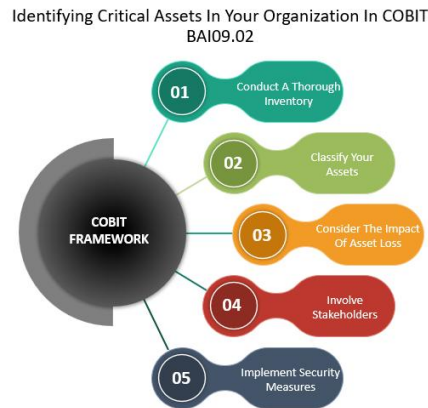 Identifying Critical Assets In Your Organization In COBIT
BAI09.02
COBIT
FRAMEWORK
01
Conduct A Thorough
Inventory
02
Classify Your
Assets
03
Consider The Impact
Of Asset Loss
04
Involve
Stakeholders
05
Implement Security
Measures